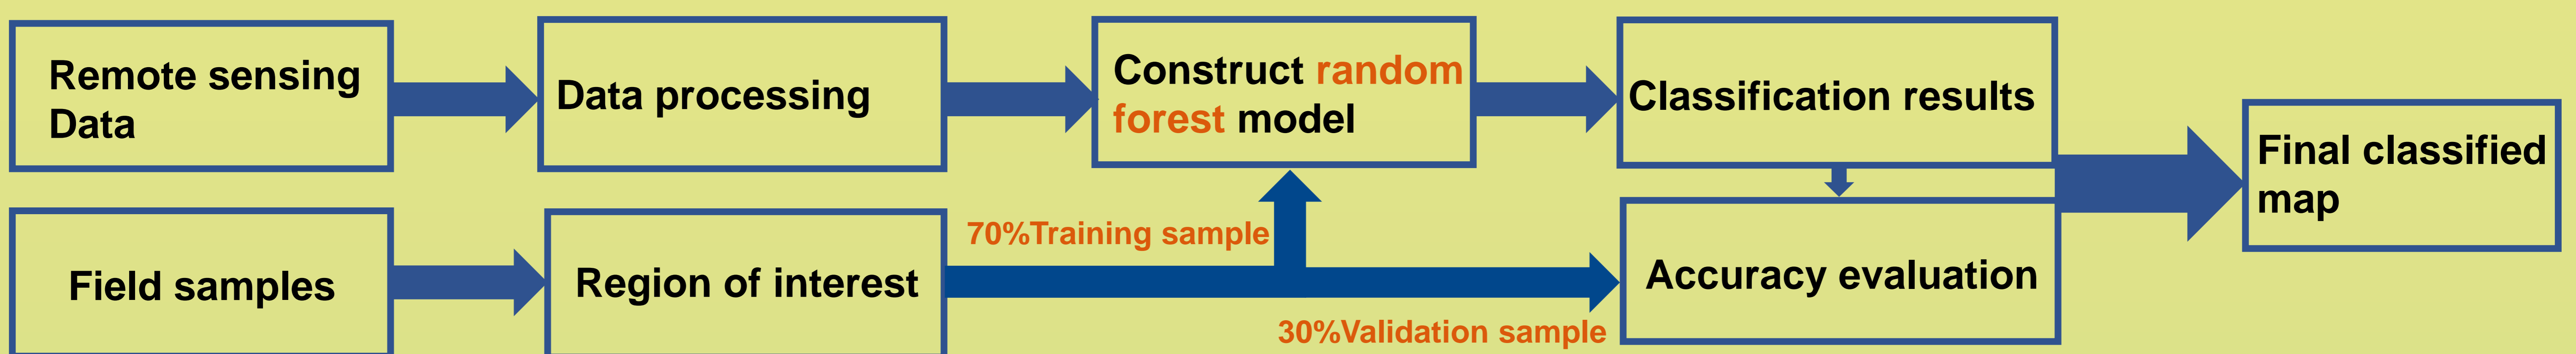 Remote sensing
Data
Data processing
Construct random
forest model
Classification results
Final classified
map
Field samples
Region of interest
70%Training sample
30%Validation sample
Accuracy evaluation